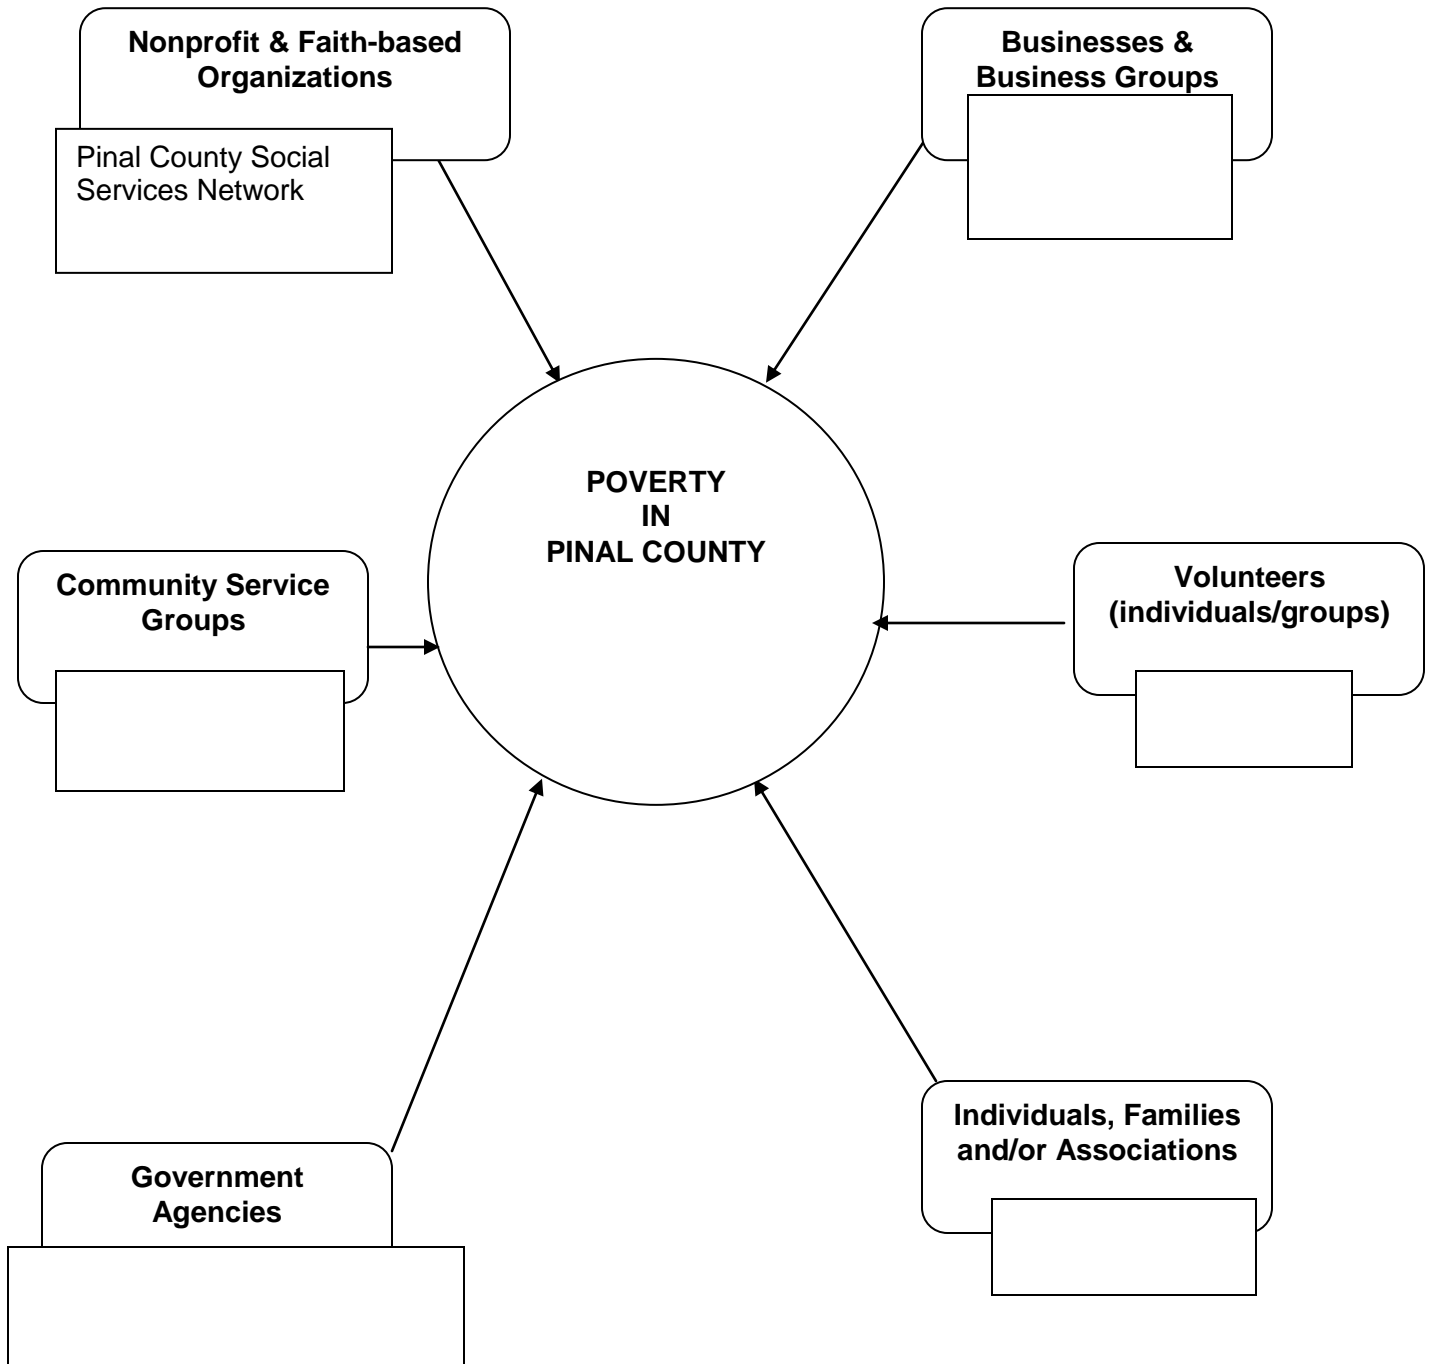 Nonprofit & Faith-based
Organizations
Pinal County Social
Services Network
Businesses &
Business Groups
POVERTY
IN
PINAL COUNTY
Community Service
Groups
Volunteers
(individuals/groups)
Government
Agencies
Individuals, Families
and/or Associations